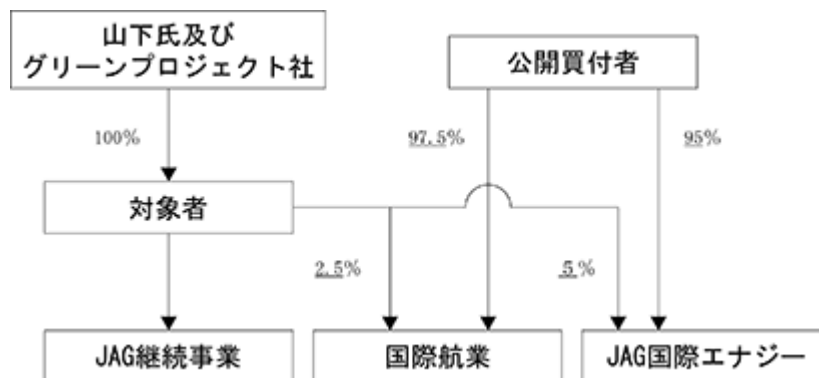 山下氏及び
グリーンプロジェクト社
公開買付者
100%
97.5%
95%
対象者
2.5%
5%
JAG継続事業
国際航業
JAG国際エナジー